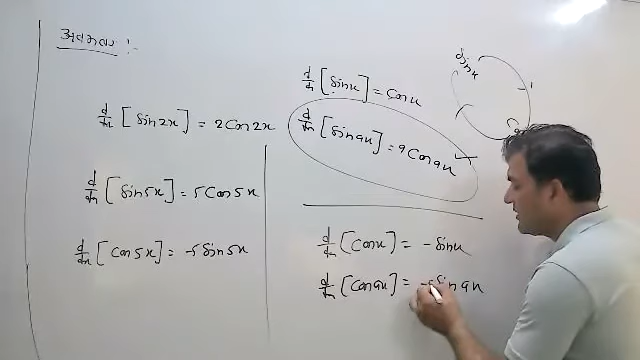 अवकलन :-
d/dx [sin2x] = 2cos2x
d/dx [sin5x] = 5cos5x
d/dx [cos5x] = -5sin5x
d/dx [sinx] = cosx
d/dx [sinax] = acosax
d/dx [cosx] = -sinx
d/dx [cosax] = -asinax
sinx